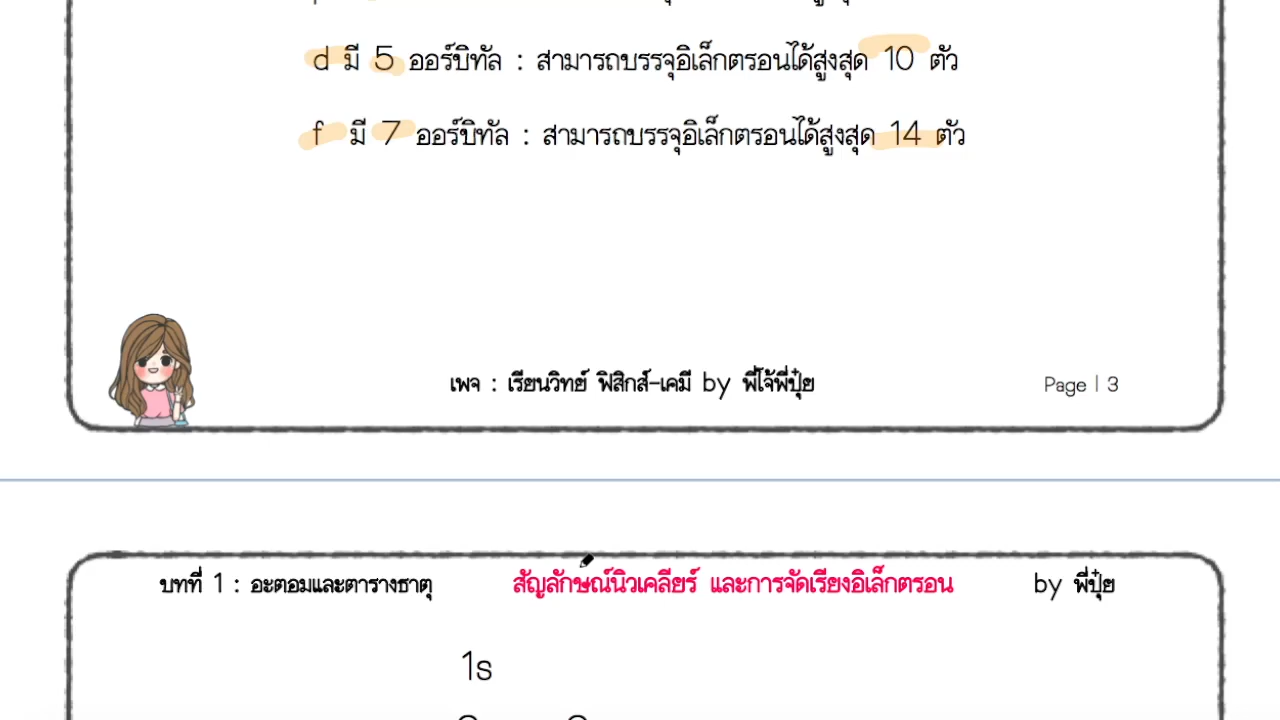 d มี 5 ออร์บิทัล : สามารถบรรจุอิเล็กตรอนได้สูงสุด 10 ตัว
f มี 7 ออร์บิทัล : สามารถบรรจุอิเล็กตรอนได้สูงสุด 14 ตัว
เพจ : เรียนวิทย์ ฟิสิกส์-เคมี by พี่โจ้พี่ปุ๋ย
Page | 3
บทที่ 1 : อะตอมและตารางธาตุ สัญลักษณ์นิวเคลียร์ และการจัดเรียงอิเล็กตรอน by พี่ปุ๋ย
1s